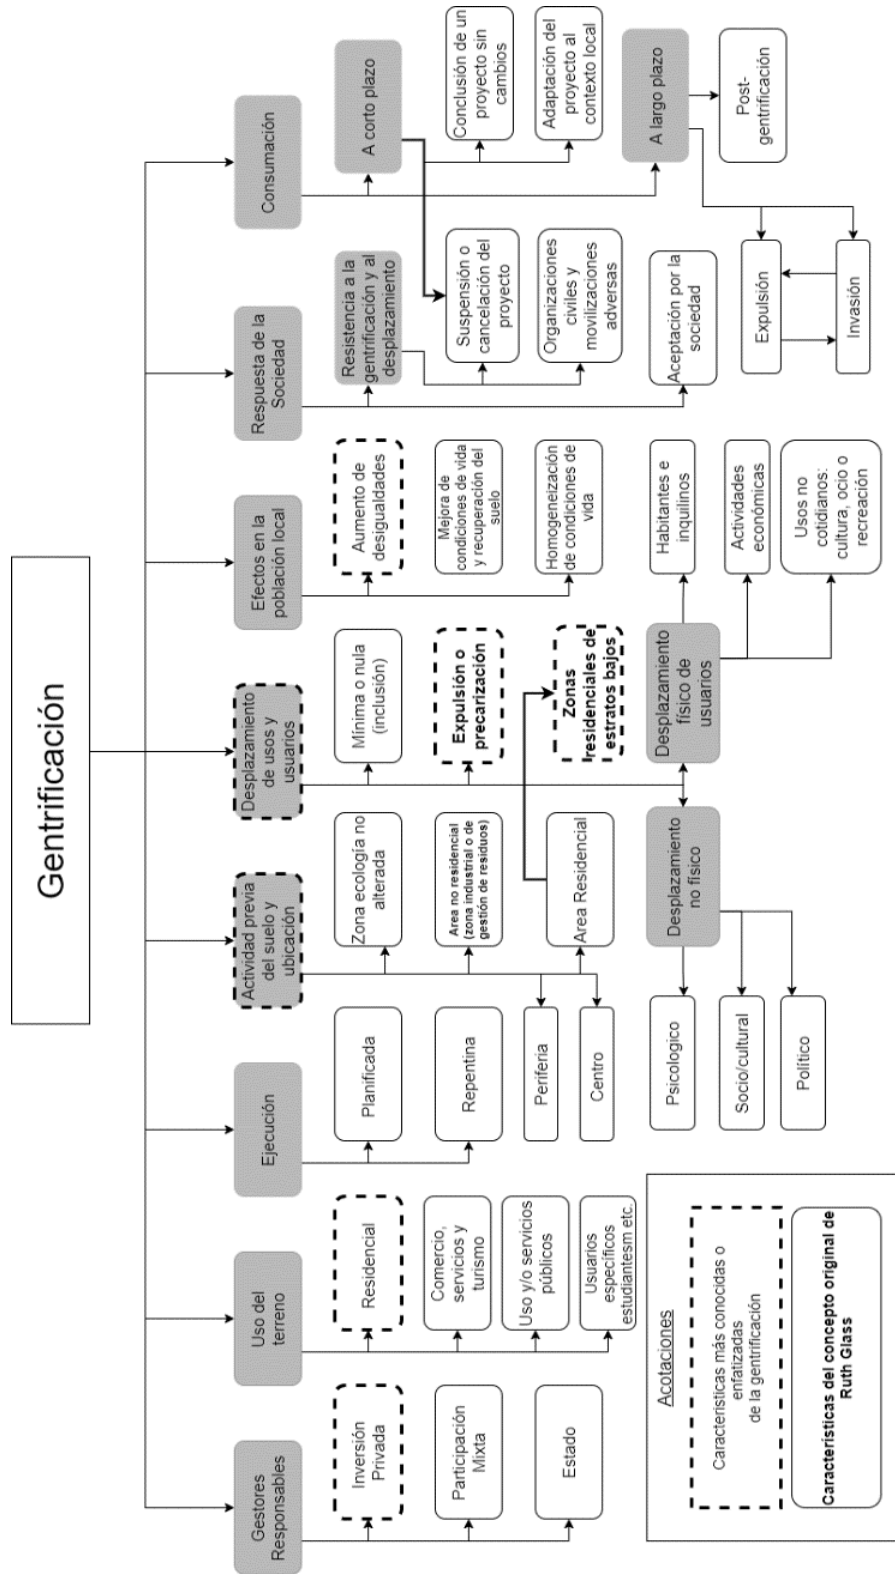 Gentrificación
Gestores
Responsables
Inversión
Privada
Participación
Mixta
Estado
Uso del
terreno
Residencial
Comercio,
servicios y
turismo
Uso y/o servicios
públicos
Usuarios
específicos
estudiantesm etc.
Ejecución
Planificada
Repentina
Actividad previa
del suelo y
ubicación
Zona ecología no
alterada
Area no residencial
(zona industrial o de
gestión de residuos)
Area Residencial
Periferia
Centro
Desplazamiento
de usos y
usuarios
Mínima o nula
(inclusión)
Expulsión o
precarización
Zonas
residenciales de
estratos bajos
Desplazamiento
no físico
Psicologico
Socio/cultural
Político
Desplazamiento
físico de
usuarios
Habitantes e
inquilinos
Actividades
económicas
Usos no
cotidianos:
cultura, ocio o
recreación
Efectos en la
población local
Aumento de
desigualdades
Mejora de
condiciones de vida
y recuperación del
suelo
Homogeneización
de condiciones de
vida
Respuesta de la
Sociedad
Resistencia a la
gentrificación y al
desplazamiento
Suspensión o
cancelación del
proyecto
Organizaciones
civiles y
movilizaciones
adversas
Aceptación por la
sociedad
Consumación
A corto plazo
Conclusión de un
proyecto sin
cambios
Adaptación del
proyecto al
contexto local
A largo plazo
Post-
gentrificación
Expulsión
Invasión
Acotaciones
Características más conocidas o
enfatizadas
de la gentrificación
Características del concepto original de
Ruth Glass